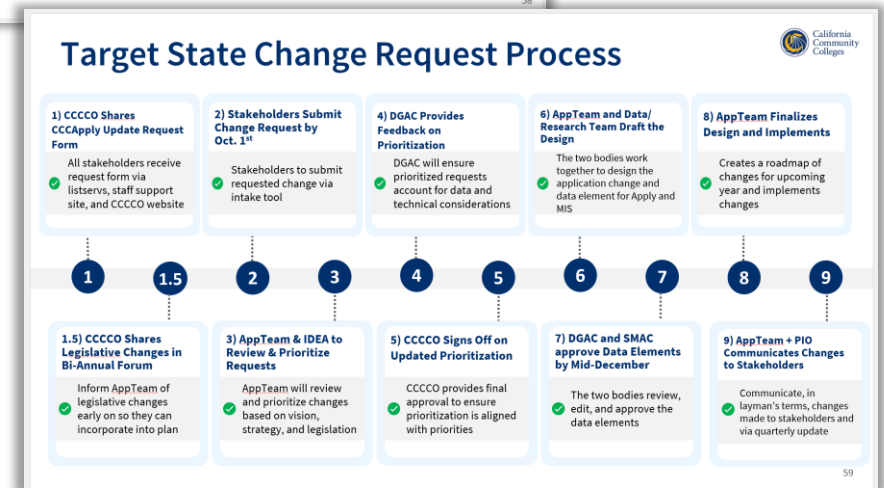 58
Target State Change Request Process
California
Community
Colleges
1) CCCCO Shares
CCCApply Update Request
Form
All stakeholders receive
request form via
listservs, staff support
site, and CCCCO website
2) Stakeholders Submit
Change Request by
Oct. 1st
Stakeholders to submit
requested change via
intake tool
4) DGAC Provides
Feedback on
Prioritization
DGAC will ensure
prioritized requests
account for data and
technical considerations
6) AppTeam and Data/
Research Team Draft the
Design
The two bodies work
together to design the
application change and
data element for Apply and
MIS
8) AppTeam Finalizes
Design and Implements
Creates a roadmap of
changes for upcoming
year and implements
changes
1
1.5
2
3
4
5
6
7
8
9
1.5) CCCCO Shares
Legislative Changes in
Bi-Annual Forum
Inform AppTeam of
legislative changes
early on so they can
incorporate into plan
3) AppTeam & IDEA to
Review & Prioritize
Requests
AppTeam will review
and prioritize changes
based on vision,
strategy, and legislation
5) CCCCO Signs Off on
Updated Prioritization
CCCCO provides final
approval to ensure
prioritization is aligned
with priorities
7) DGAC and SMAC
approve Data Elements
by Mid-December
The two bodies review,
edit, and approve the
data elements
9) AppTeam + PIO
Communicates Changes
to Stakeholders
Communicate, in
layman's terms, changes
made to stakeholders and
via quarterly update
59